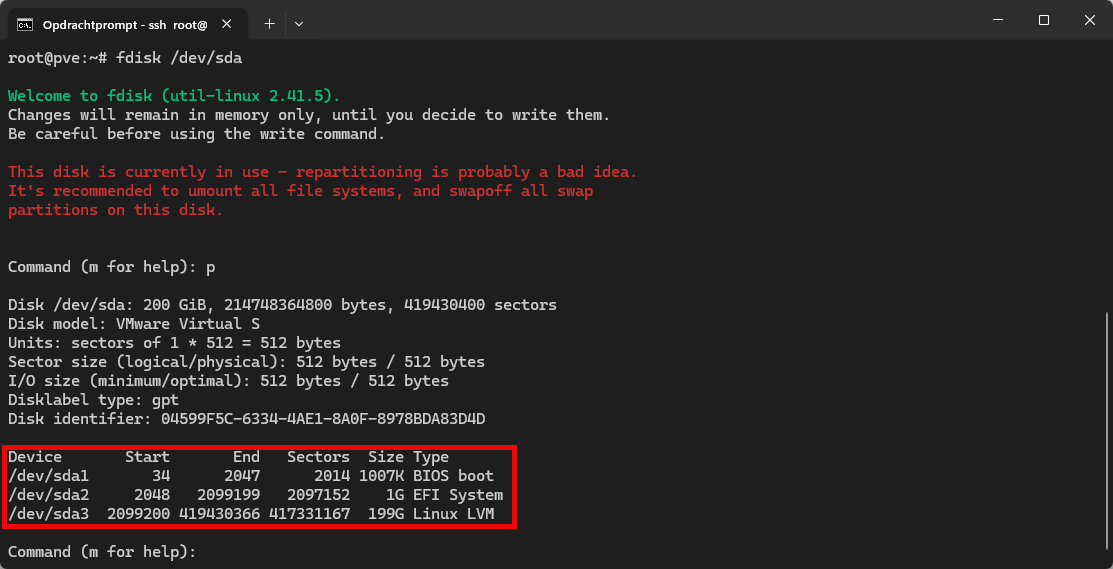 Opdrachtprompt - ssh root@
root@pve:~# fdisk /dev/sda
Welcome to fdisk (util-linux 2.41.5).
Changes will remain in memory only, until you decide to write them.
Be careful before using the write command.
This disk is currently in use - repartitioning is probably a bad idea.
It's recommended to umount all file systems, and swapoff all swap
partitions on this disk.
Command (m for help): p
Disk /dev/sda: 200 GiB, 214748364800 bytes, 419430400 sectors
Disk model: VMware Virtual S
Units: sectors of 1 * 512 = 512 bytes
Sector size (logical/physical): 512 bytes / 512 bytes
I/O size (minimum/optimal): 512 bytes / 512 bytes
Disklabel type: gpt
Disk identifier: 04599F5C-6334-4AE1-8A0F-8978BDA83D4D
Device       Start       End   Sectors  Size Type
/dev/sda1       34      2047      2014 1007K BIOS boot
/dev/sda2     2048   2099199   2097152    1G EFI System
/dev/sda3  2099200 419430366 417331167  199G Linux LVM
Command (m for help):